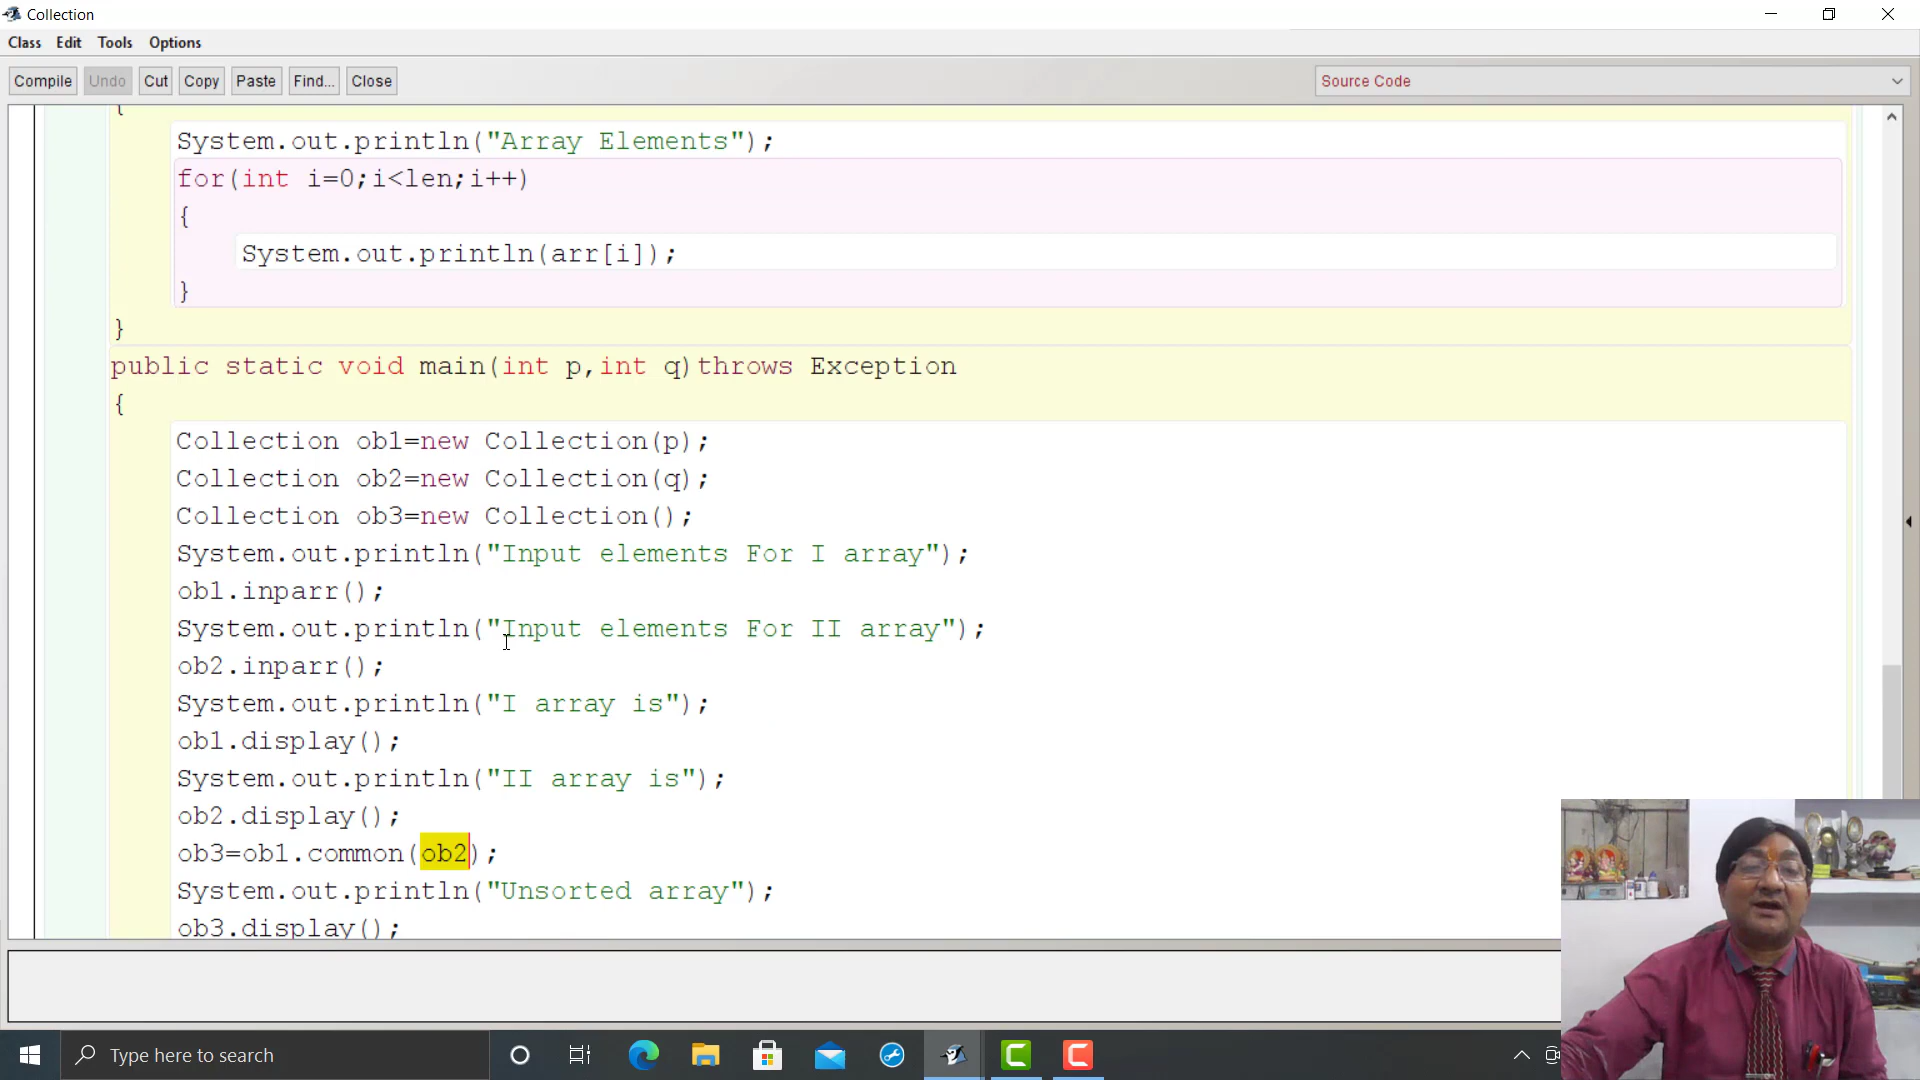 Collection
Class Edit Tools Options
Compile Undo Cut Copy Paste Find... Close Source Code
{
System.out.println("Array Elements");
for(int i=0;i<len;i++)
{
System.out.println(arr[i]);
}
}
public static void main(int p,int q)throws Exception
{
Collection ob1=new Collection(p);
Collection ob2=new Collection(q);
Collection ob3=new Collection();
System.out.println("Input elements For I array");
ob1.inparr();
System.out.println("Input elements For II array");
ob2.inparr();
System.out.println("I array is");
ob1.display();
System.out.println("II array is");
ob2.display();
ob3=ob1.common(ob2);
System.out.println("Unsorted array");
ob3.display();
Type here to search